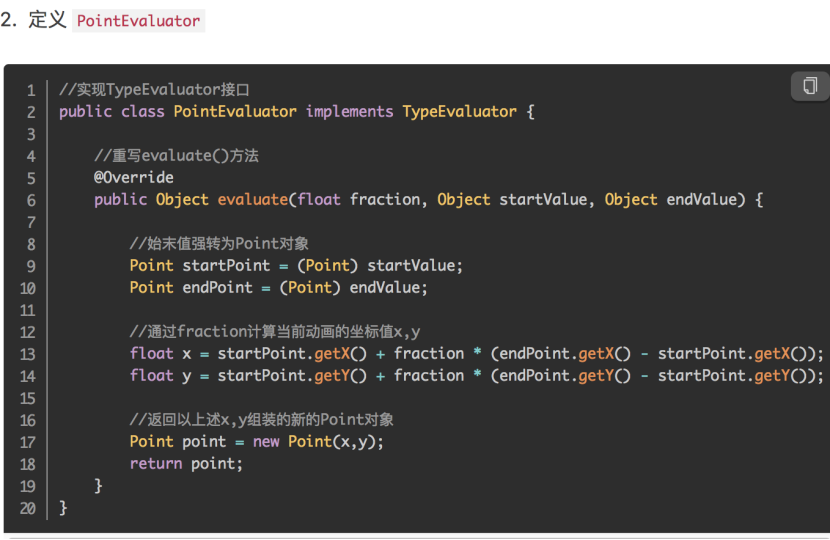 2. 定义 PointEvaluator
1 //实现TypeEvaluator接口
2 public class PointEvaluator implements TypeEvaluator {
3
4     //重写evaluate()方法
5     @Override
6     public Object evaluate(float fraction, Object startValue, Object endValue) {
7
8         //始末值强转为Point对象
9         Point startPoint = (Point) startValue;
10         Point endPoint = (Point) endValue;
11
12         //通过fraction计算当前动画的坐标值x,y
13         float x = startPoint.getX() + fraction * (endPoint.getX() - startPoint.getX());
14         float y = startPoint.getY() + fraction * (endPoint.getY() - startPoint.getY());
15
16         //返回以上述x,y组装的新的Point对象
17         Point point = new Point(x,y);
18         return point;
19     }
20 }